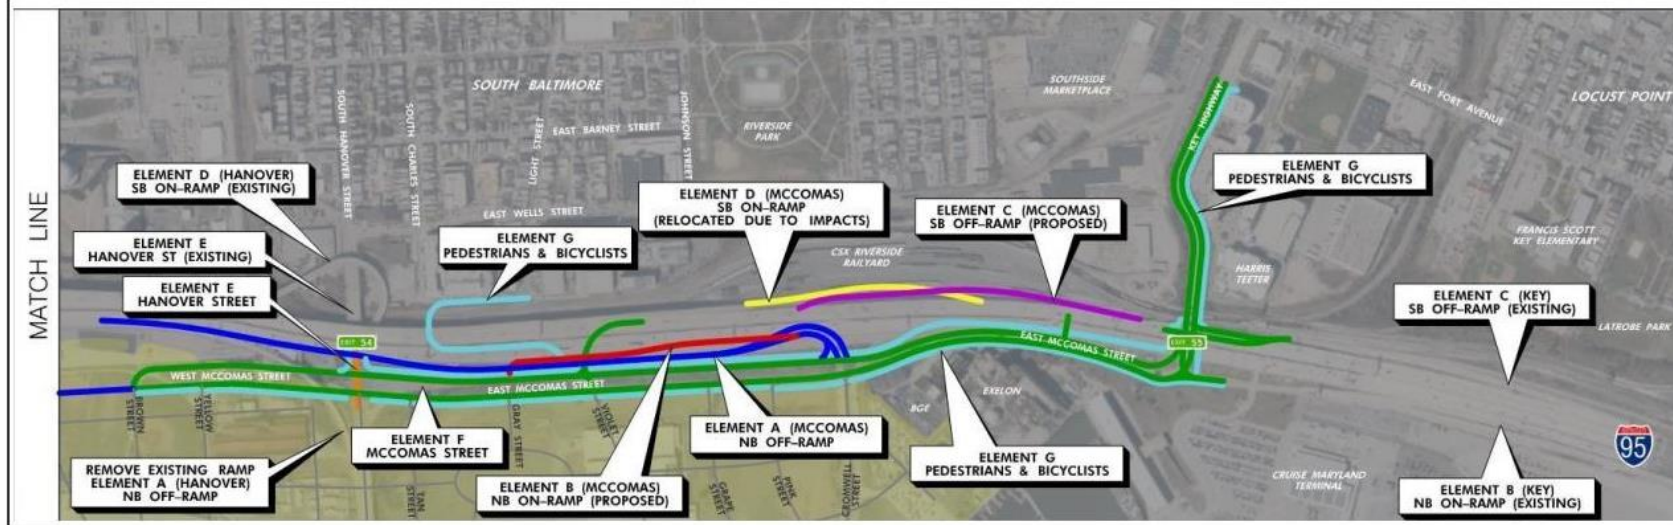 MATCH LINE
SOUTH BALTIMORE
SOUTH HANOVER STREET
SOUTH CHARLES STREET
LIGHT STREET
EAST BARNEY STREET
EAST WELLS STREET
JOHNSON STREET
RIVERSIDE
PARK
SOUTHSIDE
MARKETPLACE
KEY HIGHWAY
EAST FORT AVENUE
LOCUST POINT
ELEMENT D (HANOVER)
SB ON-RAMP (EXISTING)
ELEMENT E
HANOVER ST (EXISTING)
ELEMENT E
HANOVER STREET
ELEMENT G
PEDESTRIANS & BICYCLISTS
ELEMENT D (MCCOMAS)
SB ON-RAMP
(RELOCATED DUE TO IMPACTS)
CSX RIVERSIDE
RAILYARD
ELEMENT C (MCCOMAS)
SB OFF-RAMP (PROPOSED)
ELEMENT G
PEDESTRIANS & BICYCLISTS
FRANCIS SCOTT
KEY ELEMENTARY
HARRIS
TEETER
ELEMENT C (KEY)
SB OFF-RAMP (EXISTING)
LATROBE PARK
EXIT 54
EXIT 55
WEST MCCOMAS STREET
EAST MCCOMAS STREET
EAST MCCOMAS STREET
BROWN
STREET
YELLOW
STREET
GRAY STREET
VIOLET
STREET
BGE
EXELON
REMOVE EXISTING RAMP
ELEMENT A (HANOVER)
NB OFF-RAMP
ELEMENT F
MCCOMAS STREET
TAN
STREET
ELEMENT B (MCCOMAS)
NB ON-RAMP (PROPOSED)
ELEMENT A (MCCOMAS)
NB OFF-RAMP
GRAPE
STREET
PINK
STREET
CROMWELL
STREET
ELEMENT G
PEDESTRIANS & BICYCLISTS
CRUISE MARYLAND
TERMINAL
ELEMENT B (KEY)
NB ON-RAMP (EXISTING)
95